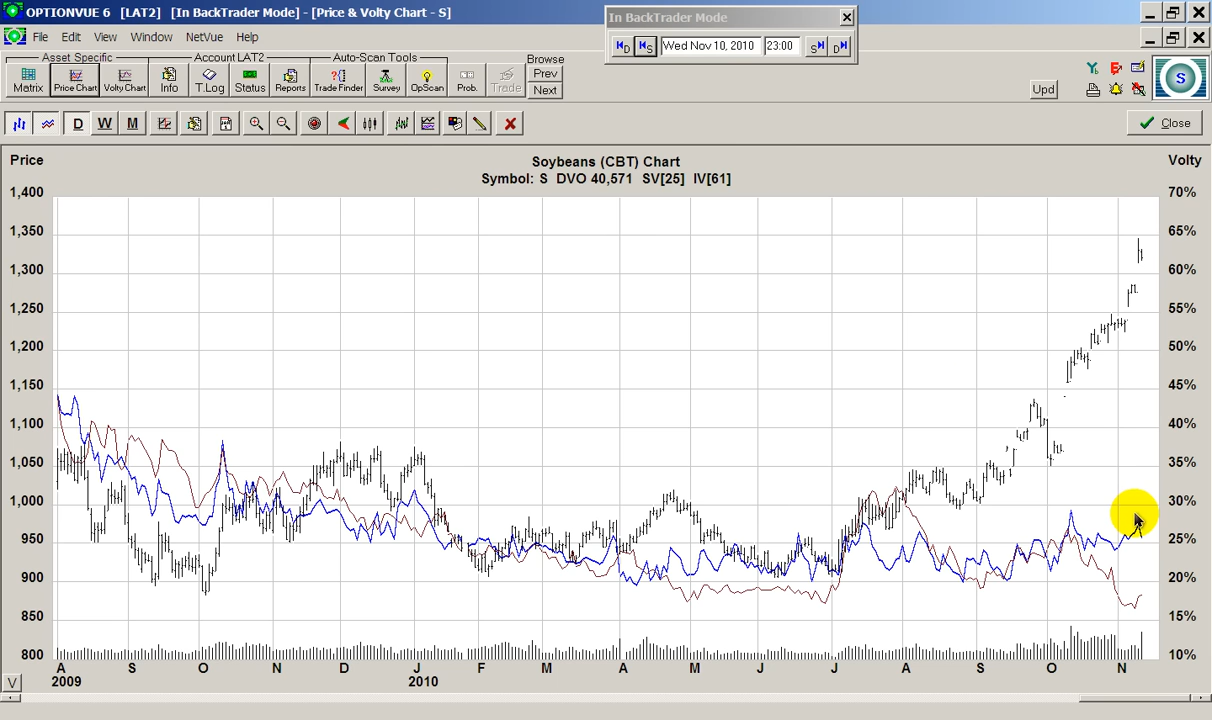 OPTIONVUE 6 [LAT2] [In BackTrader Mode] - [Price & Volty Chart - S]
In BackTrader Mode
D S Wed Nov 10, 2010 23:00 S D
File Edit View Window NetVue Help
Asset Specific Account LAT2 Auto-Scan Tools Browse
Matrix Price Chart Volty Chart Info T.Log Status Reports Trade Finder Survey OpScan Prob. Trade Prev
Next
Upd
S
D W M
Close
Price Soybeans (CBT) Chart Volty
Symbol: S DVO 40,571 SV[25] IV[61]
1,400 70%
1,350 65%
1,300 60%
1,250 55%
1,200 50%
1,150 45%
1,100 40%
1,050 35%
1,000 30%
950 25%
900 20%
850 15%
800 10%
A S O N D J F M A M J J A S O N
2009 2010
V